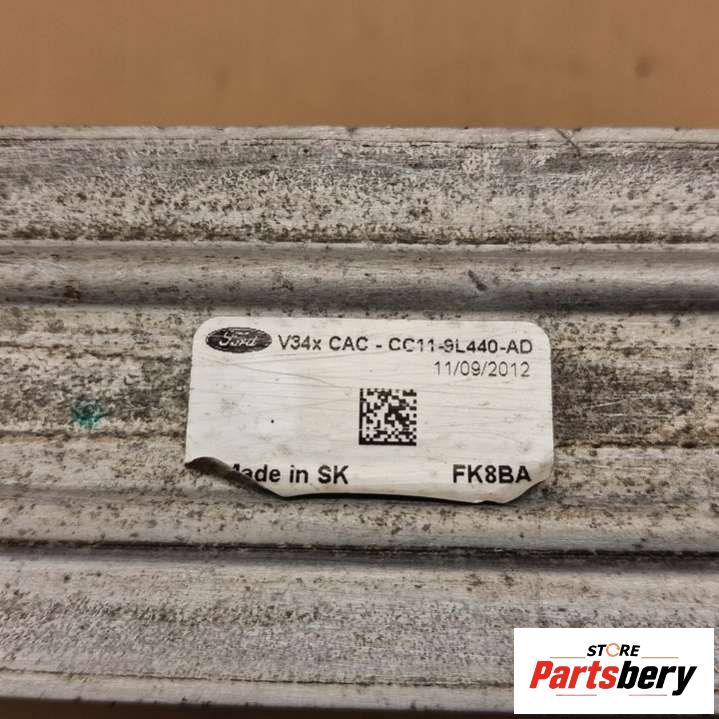 Ford V34x CAC - CC11-9L440-AD
11/09/2012
Made in SK FK8BA
STORE
Partsbery